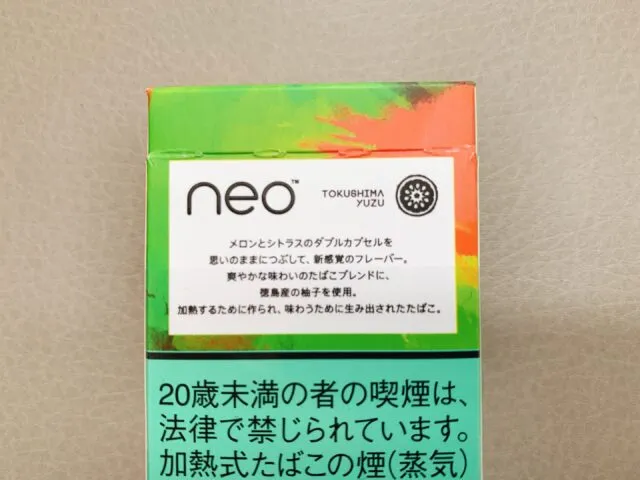 neo™
TOKUSHIMA
YUZU
メロンとシトラスのダブルカプセルを
思いのままにつぶして、新感覚のフレーバー。
爽やかな味わいのたばこブレンドに、
徳島産の柚子を使用。
加熱するために作られ、味わうために生み出されたたばこ。
20歳未満の者の喫煙は、
法律で禁じられています。
加熱式たばこの煙(蒸気)